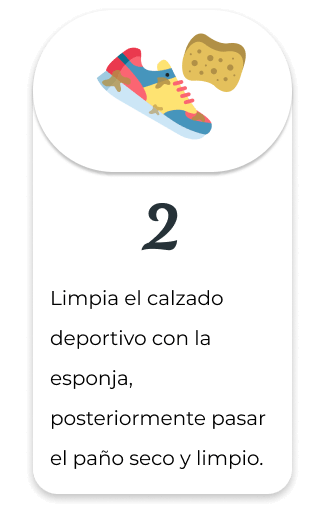 2
Limpia el calzado
deportivo con la
esponja,
posteriormente pasar
el paño seco y limpio.